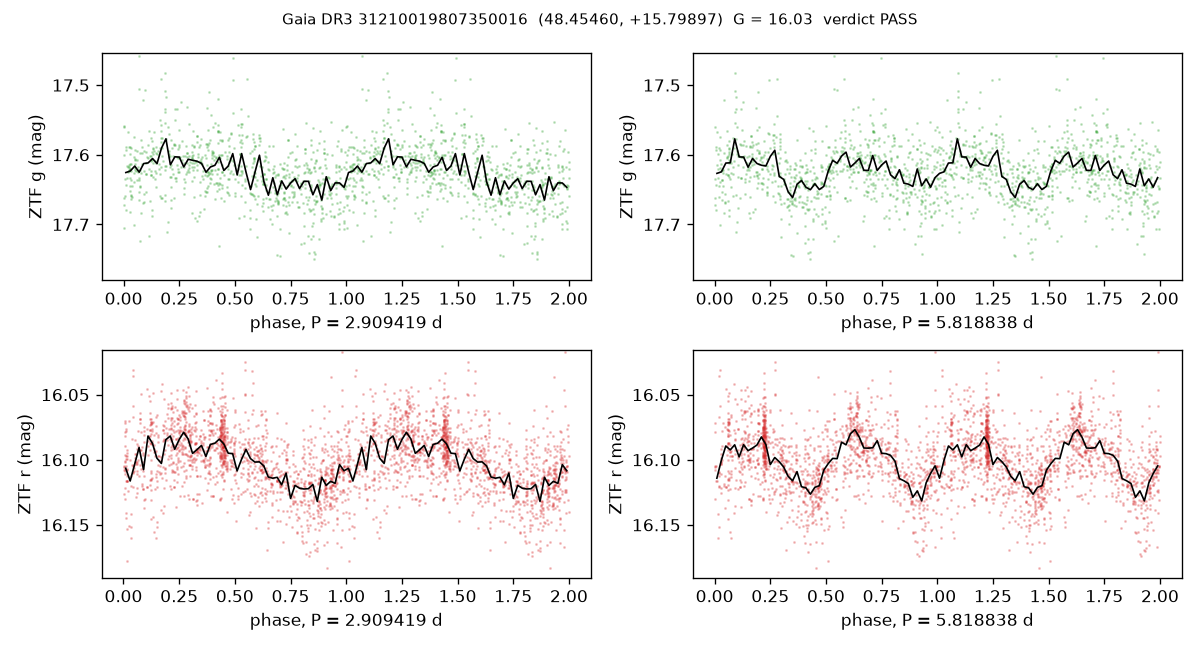 Gaia DR3 31210019807350016 (48.45460, +15.79897) G = 16.03 verdict PASS
ZTF g (mag)
17.5
17.6
17.7
0.00 0.25 0.50 0.75 1.00 1.25 1.50 1.75 2.00
phase, P = 2.909419 d
ZTF g (mag)
17.5
17.6
17.7
0.00 0.25 0.50 0.75 1.00 1.25 1.50 1.75 2.00
phase, P = 5.818838 d
ZTF r (mag)
16.05
16.10
16.15
0.00 0.25 0.50 0.75 1.00 1.25 1.50 1.75 2.00
phase, P = 2.909419 d
ZTF r (mag)
16.05
16.10
16.15
0.00 0.25 0.50 0.75 1.00 1.25 1.50 1.75 2.00
phase, P = 5.818838 d